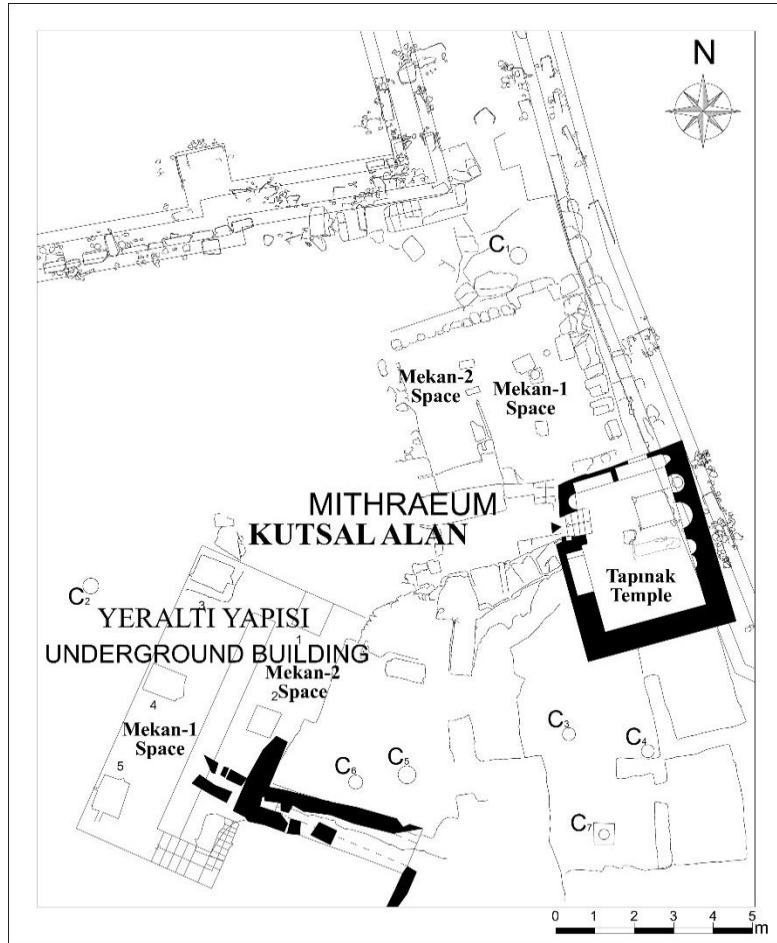 N
C1
Mekan-2
Space
Mekan-1
Space
MITHRAEUM
KUTSAL ALAN
Tapınak
Temple
C2
3
YERALTI YAPISI
1
UNDERGROUND BUILDING
Mekan-2
Space
2
4
Mekan-1
Space
5
C3
C4
C6
C5
C7
0 1 2 3 4 5
m